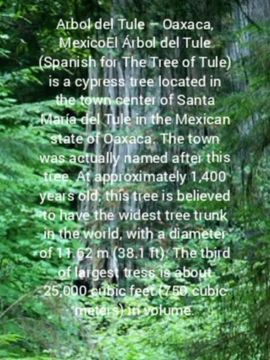 Arbol del Tule – Oaxaca,
MexicoEl Árbol del Tule
(Spanish for The Tree of Tule)
is a cypress tree located in
the town center of Santa
María del Tule in the Mexican
state of Oaxaca. The town
was actually named after this
tree. At approximately 1,400
years old, this tree is believed
to have the widest tree trunk
in the world, with a diameter
of 11.62 m (38.1 ft). The tbird
of largest tress is about
25,000 cubic feet (750 cubic
meters) in volume.